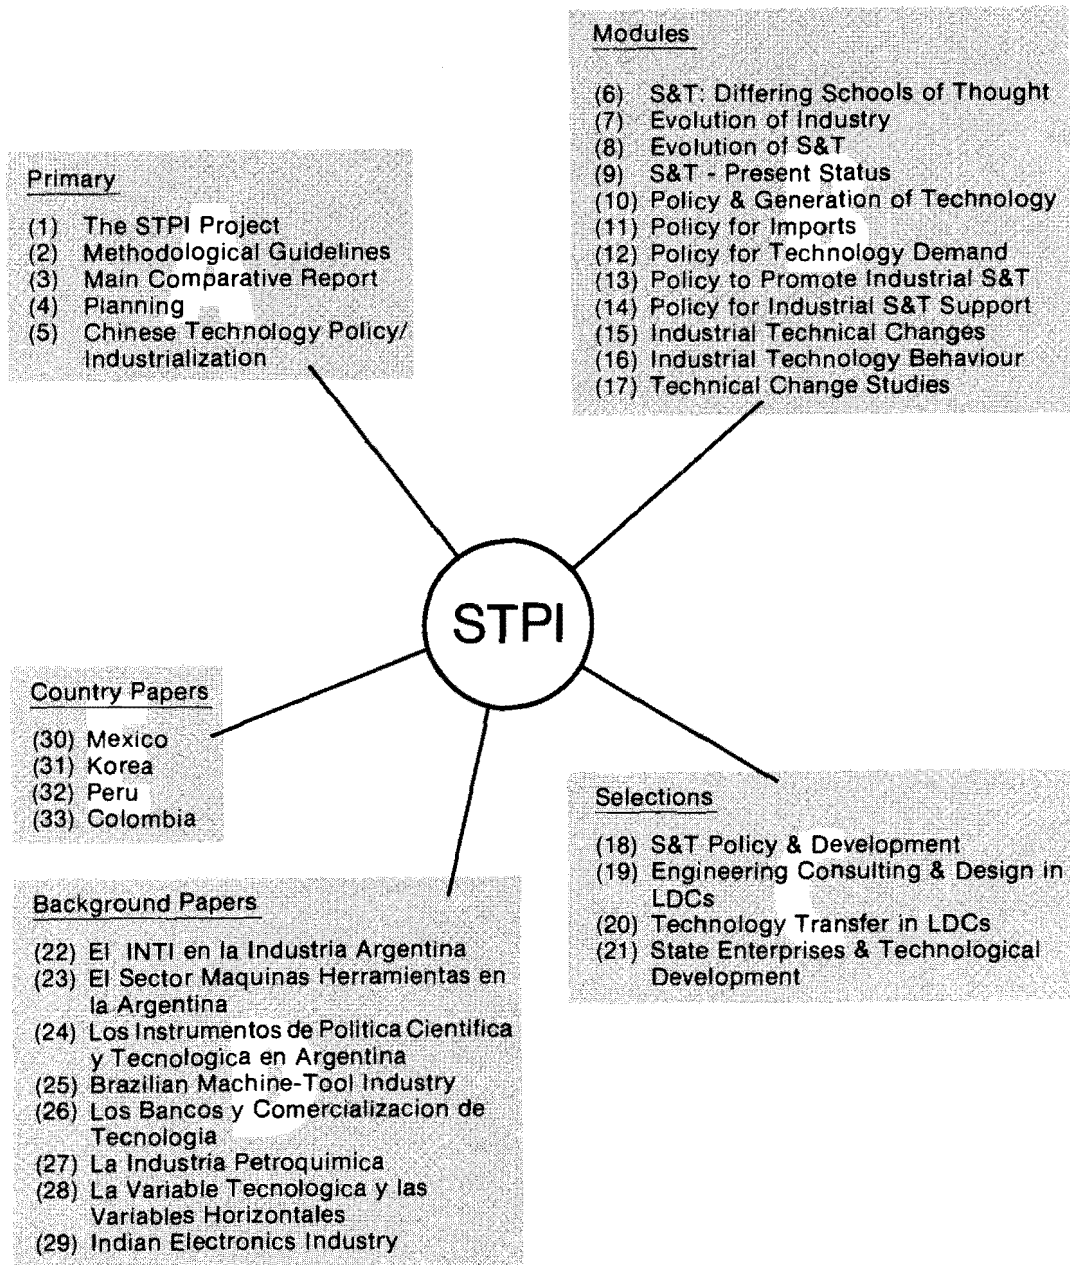 Primary
(1) The STPI Project
(2) Methodological Guidelines
(3) Main Comparative Report
(4) Planning
(5) Chinese Technology Policy/
Industrialization
Modules
(6) S&T: Differing Schools of Thought
(7) Evolution of Industry
(8) Evolution of S&T
(9) S&T - Present Status
(10) Policy & Generation of Technology
(11) Policy for Imports
(12) Policy for Technology Demand
(13) Policy to Promote Industrial S&T
(14) Policy for Industrial S&T Support
(15) Industrial Technical Changes
(16) Industrial Technology Behaviour
(17) Technical Change Studies
STPI
Country Papers
(30) Mexico
(31) Korea
(32) Peru
(33) Colombia
Selections
(18) S&T Policy & Development
(19) Engineering Consulting & Design in
LDCs
(20) Technology Transfer in LDCs
(21) State Enterprises & Technological
Development
Background Papers
(22) El INTI en la Industria Argentina
(23) El Sector Maquinas Herramientas en
la Argentina
(24) Los Instrumentos de Politica Cientifica
y Tecnologica en Argentina
(25) Brazilian Machine-Tool Industry
(26) Los Bancos y Comercializacion de
Tecnologia
(27) La Industria Petroquimica
(28) La Variable Tecnologica y las
Variables Horizontales
(29) Indian Electronics Industry